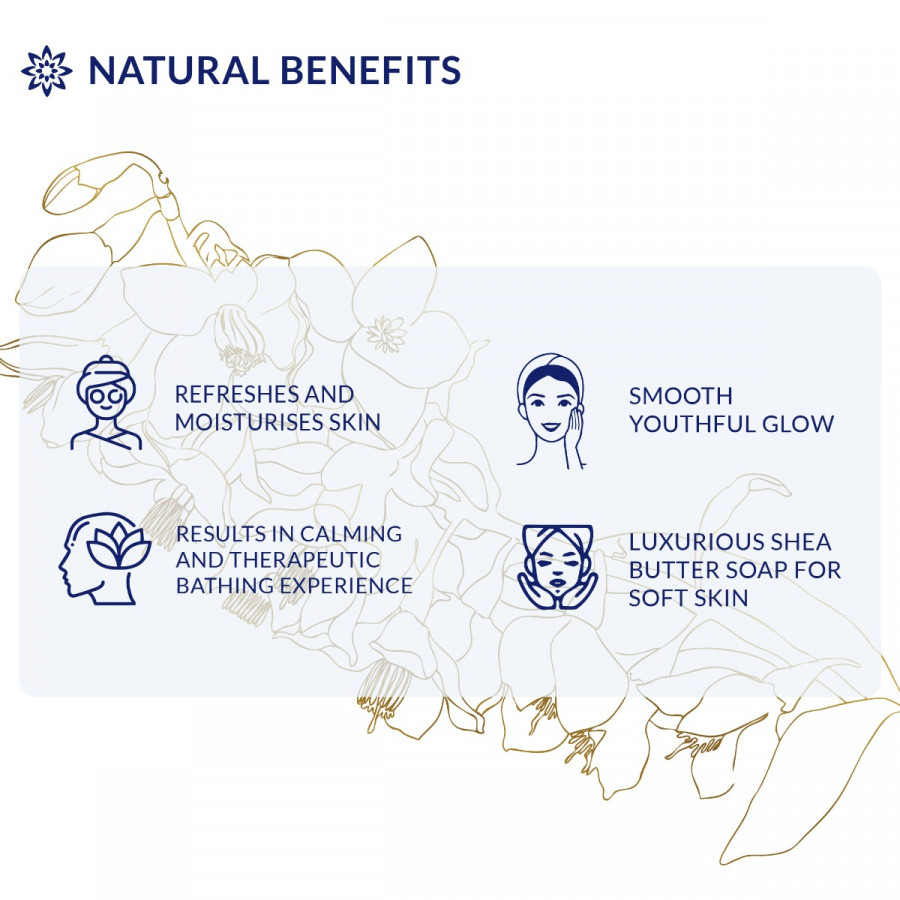 NATURAL BENEFITS
REFRESHES AND
MOISTURISES SKIN
SMOOTH
YOUTHFUL GLOW
RESULTS IN CALMING
AND THERAPEUTIC
BATHING EXPERIENCE
LUXURIOUS SHEA
BUTTER SOAP FOR
SOFT SKIN